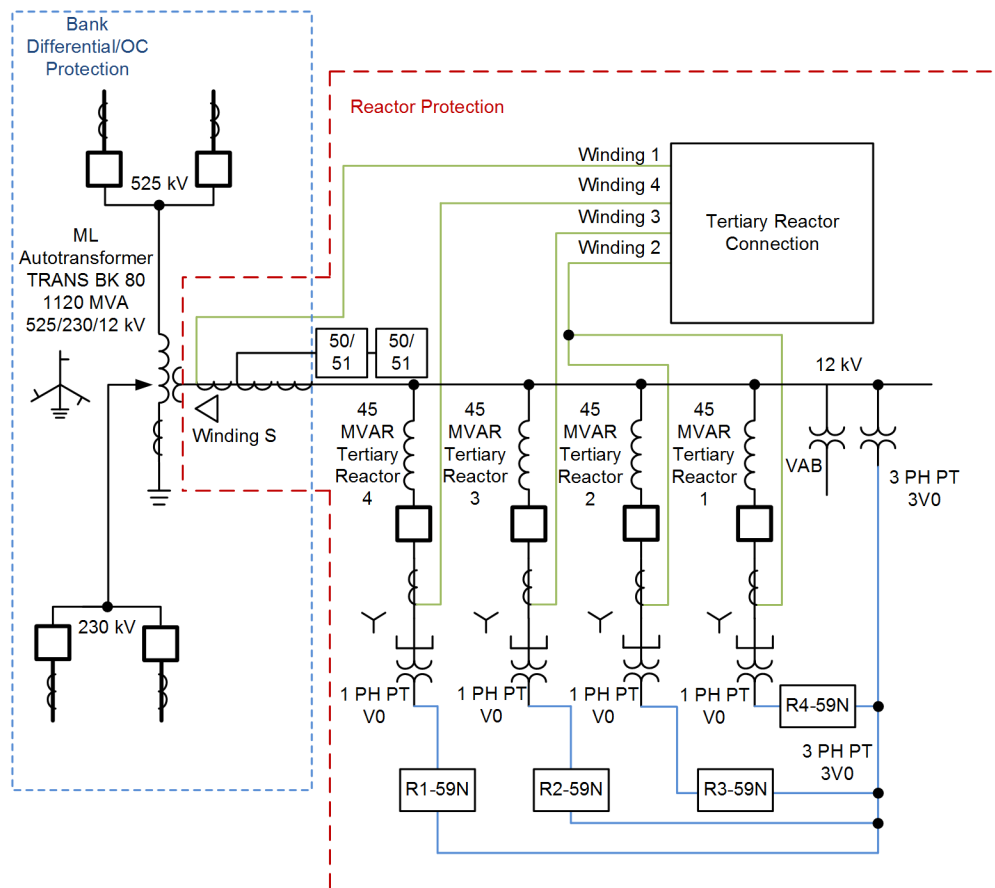 Bank
Differential/OC
Protection
Reactor Protection
525 kV
ML
Autotransformer
TRANS BK 80
1120 MVA
525/230/12 kV
Winding 1
Winding 4
Winding 3
Winding 2
Tertiary Reactor
Connection
50/
51
50/
51
12 kV
Winding S
45
MVAR
Tertiary
Reactor
4
45
MVAR
Tertiary
Reactor
3
45
MVAR
Tertiary
Reactor
2
45
MVAR
Tertiary
Reactor
1
VAB
3 PH PT
3V0
230 kV
1 PH PT
V0
1 PH PT
V0
1 PH PT
V0
1 PH PT
V0
R4-59N
3 PH PT
3V0
R1-59N
R2-59N
R3-59N